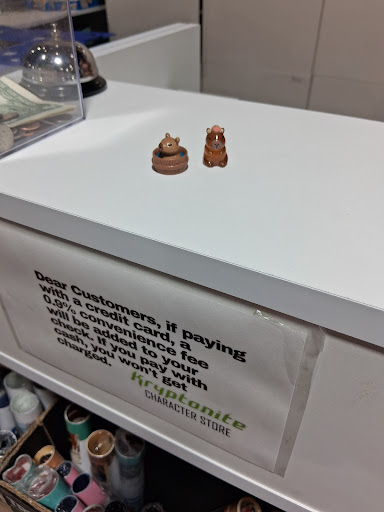 Dear Customers, if paying
with a credit card, a
0.9% convenience fee
will be added to your
check. If you pay with
cash, you won't get
charged.
Kryptonite
CHARACTER STORE